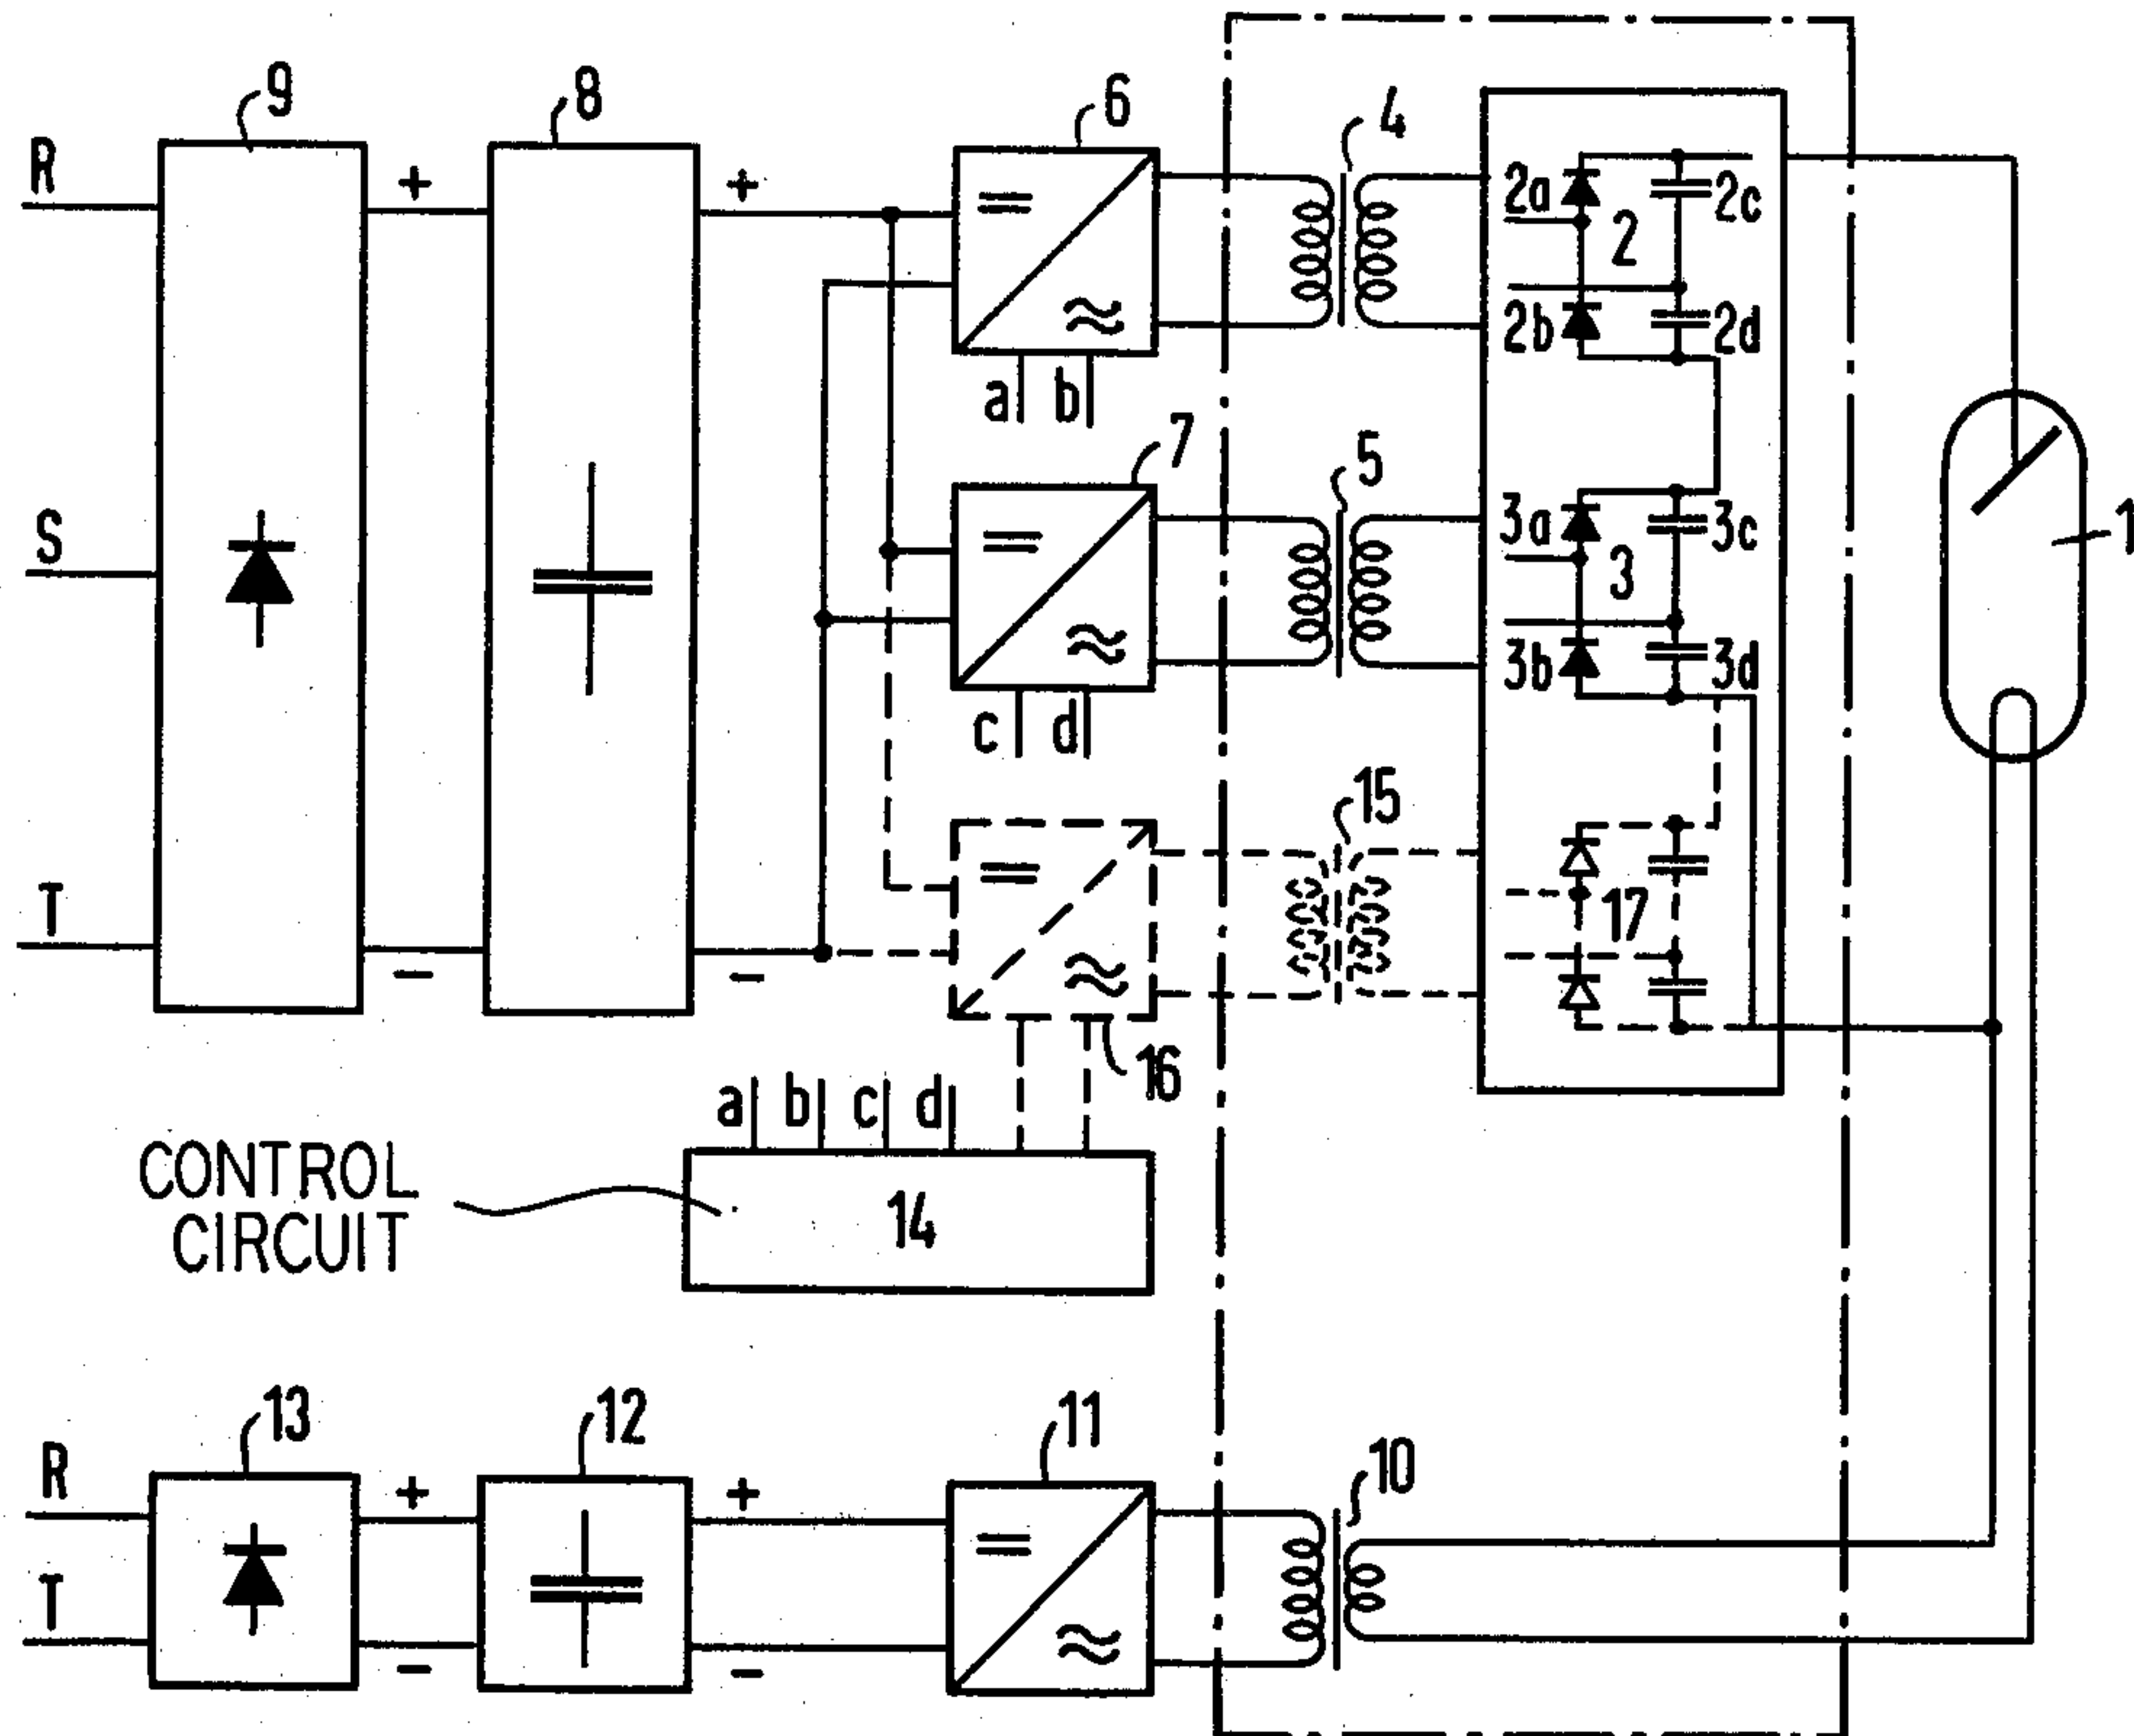 9
8
6
4
R
+
+
2a
2c
2
2b
2d
a
b
7
5
S
3a
3c
1
3
3b
3d
c
d
15
T
17
−
−
16
a
b
c
d
CONTROL
CIRCUIT
14
13
12
11
10
R
+
+
T
−
−